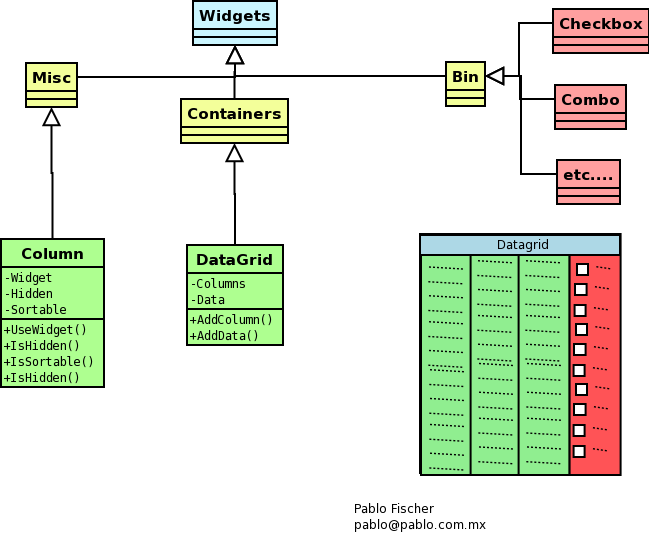 Widgets
Checkbox
Misc
Bin
Combo
Containers
etc....
Column
-Widget
-Hidden
-Sortable
+UseWidget()
+IsHidden()
+IsSortable()
+IsHidden()
DataGrid
-Columns
-Data
+AddColumn()
+AddData()
Datagrid
Pablo Fischer
pablo@pablo.com.mx